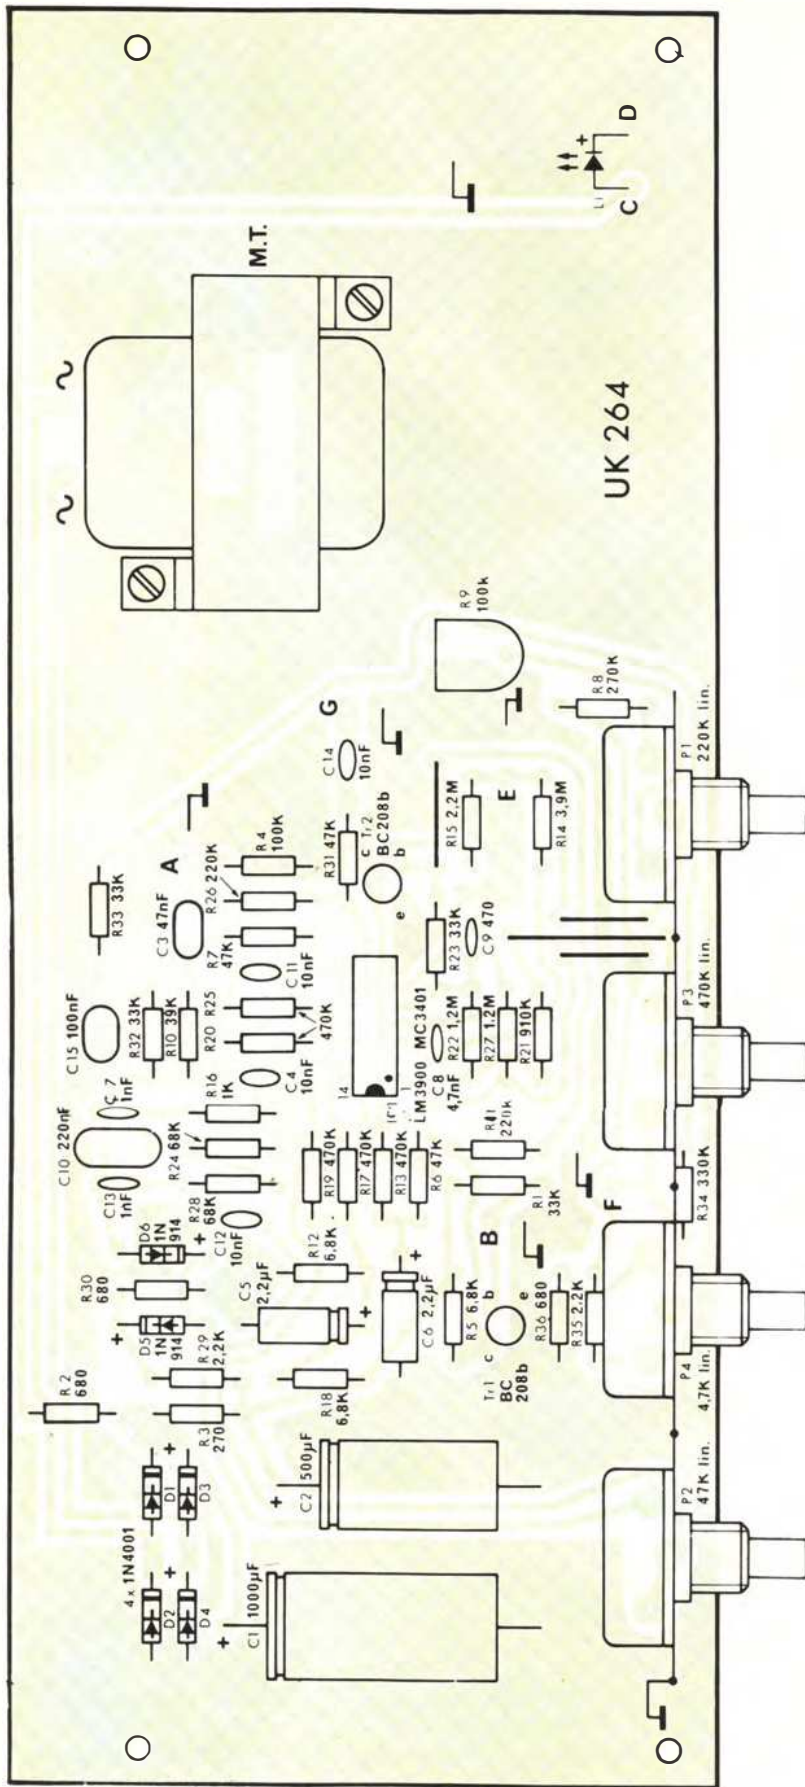 M.T.
D
+
L1
C
UK 264
R9
100k
R8
270K
P1
220K lin.
G
C14
10nF
A
R4
100K
R26 220K
R31 47K
c Tr2
BC208b
b
e
R15 2,2M
E
R14 3,9M
R33 33K
C3 47nF
R7
47K
C11
10nF
R23 33K
C9 470
P3
470K lin.
C15 100nF
R32 33K
R10 39K
R25
R20
470K
C4
10nF
14
LM3900 MC3401
C8
4,7nF
R22 1,2M
R27 1,2M
R21 910K
R16
1K
C 7
1nF
C10 220nF
R24 68K
C13
1nF
R28
68K
C12
10nF
R19 470K
R17 470K
R13 470K
R6 47K
R1
33K
F
R34 330K
D6
1N
914
+
R30
680
R12
6,8K
C5
2,2µF
+
C6 2,2µF
+
B
R5 6,8K
b
e
c
Tr1
BC
208b
R36 680
R35 2,2K
P4
4,7K lin.
+
D5
1N
914
R29
2,2K
R2
680
R3
270
R18
6,8K
4x 1N4001
D1
D3
+
D2
D4
+
C2 500µF
+
C1 1000µF
+
P2
47K lin.